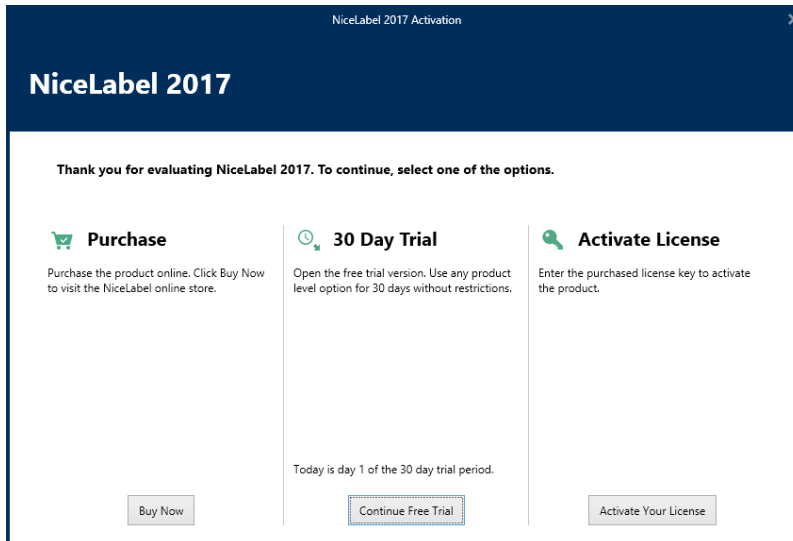 NiceLabel 2017 Activation
NiceLabel 2017
Thank you for evaluating NiceLabel 2017. To continue, select one of the options.
Purchase
Purchase the product online. Click Buy Now
to visit the NiceLabel online store.
Buy Now
30 Day Trial
Open the free trial version. Use any product
level option for 30 days without restrictions.
Today is day 1 of the 30 day trial period.
Continue Free Trial
Activate License
Enter the purchased license key to activate
the product.
Activate Your License